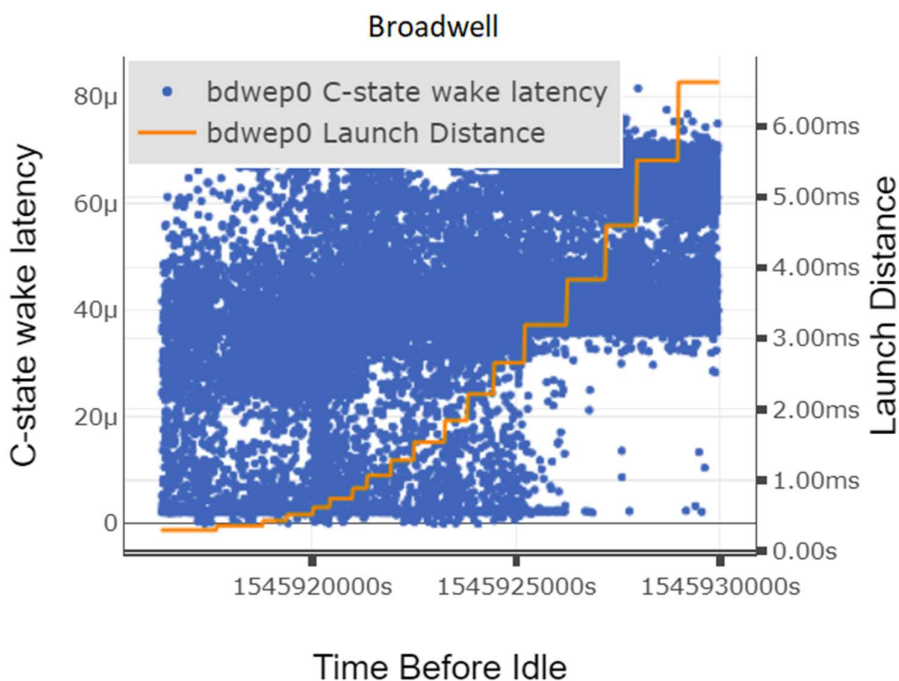 Broadwell
bdwep0 C-state wake latency
bdwep0 Launch Distance
C-state wake latency
80µ
60µ
40µ
20µ
0
6.00ms
5.00ms
4.00ms
3.00ms
2.00ms
1.00ms
0.00s
Launch Distance
1545920000s 1545925000s 1545930000s
Time Before Idle